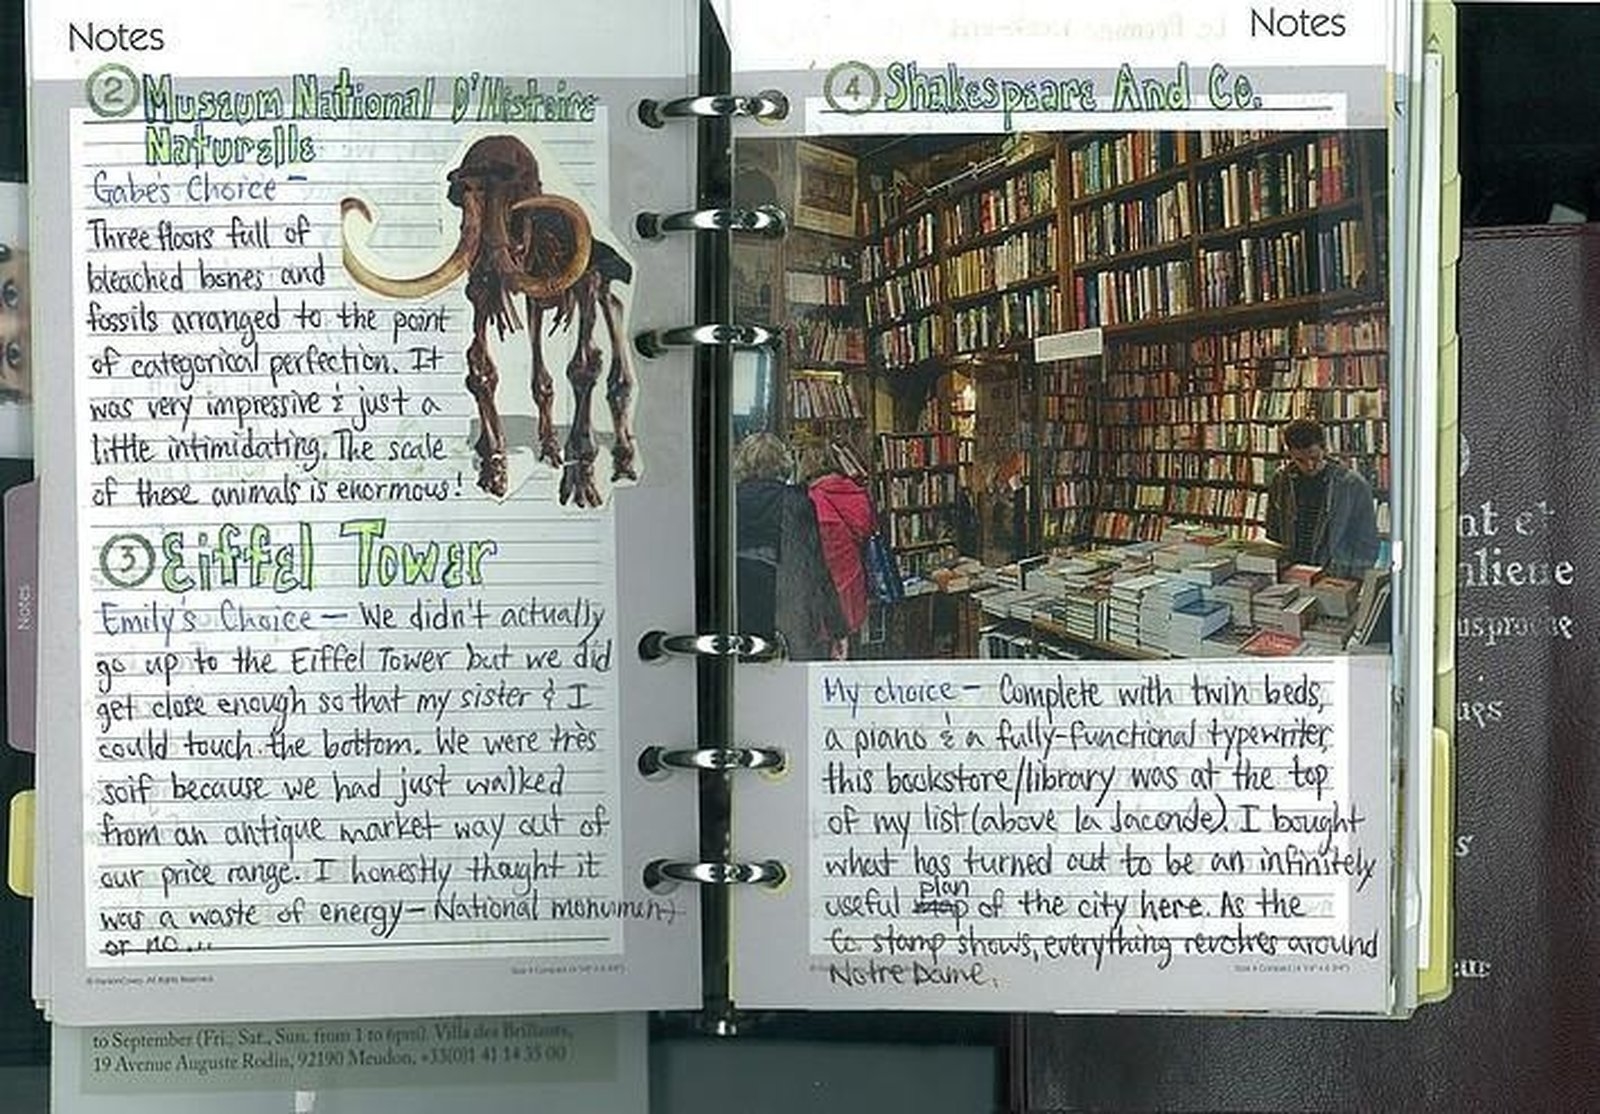 Notes
② Museum National D'Histoire
Naturelle
Gabe's Choice –
Three floors full of
bleached bones and
fossils arranged to the point
of categorical perfection. It
was very impressive & just a
little intimidating. The scale
of these animals is enormous!
③ Eiffel Tower
Emily's Choice – We didn't actually
go up to the Eiffel Tower but we did
get close enough so that my sister & I
could touch the bottom. We were très
soif because we had just walked
from an antique market way out of
our price range. I honestly thought it
was a waste of energy – National monument
or no...
Notes
to September (Fri., Sat., Sun. from 1 to 6pm). Villa des Brillants,
19 Avenue Auguste Rodin, 92190 Meudon, +33(0)1 41 14 35 00
Notes
④ Shakespeare And Co.
My choice – Complete with twin beds,
a piano & a fully-functional typewriter,
this bookstore/library was at the top
of my list (above la Jaconde). I bought
what has turned out to be an infinitely
plan
useful map of the city here. As the
Co. stamp shows, everything revolves around
Notre Dame.